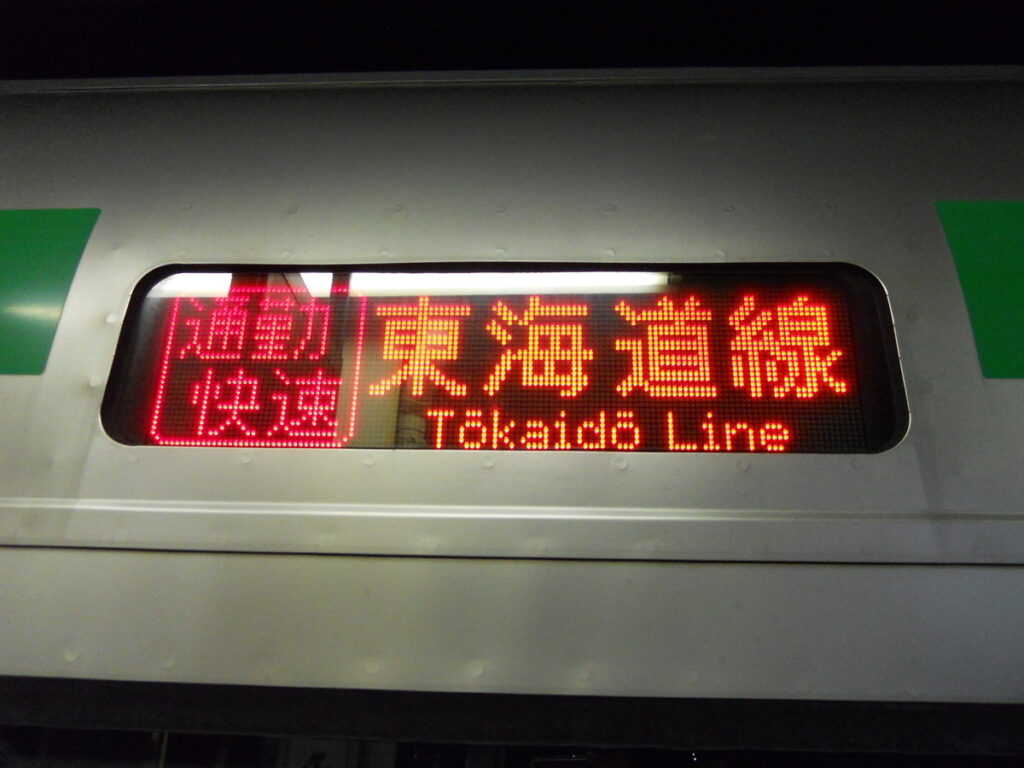 通勤
快速
東海道線
Tōkaidō Line